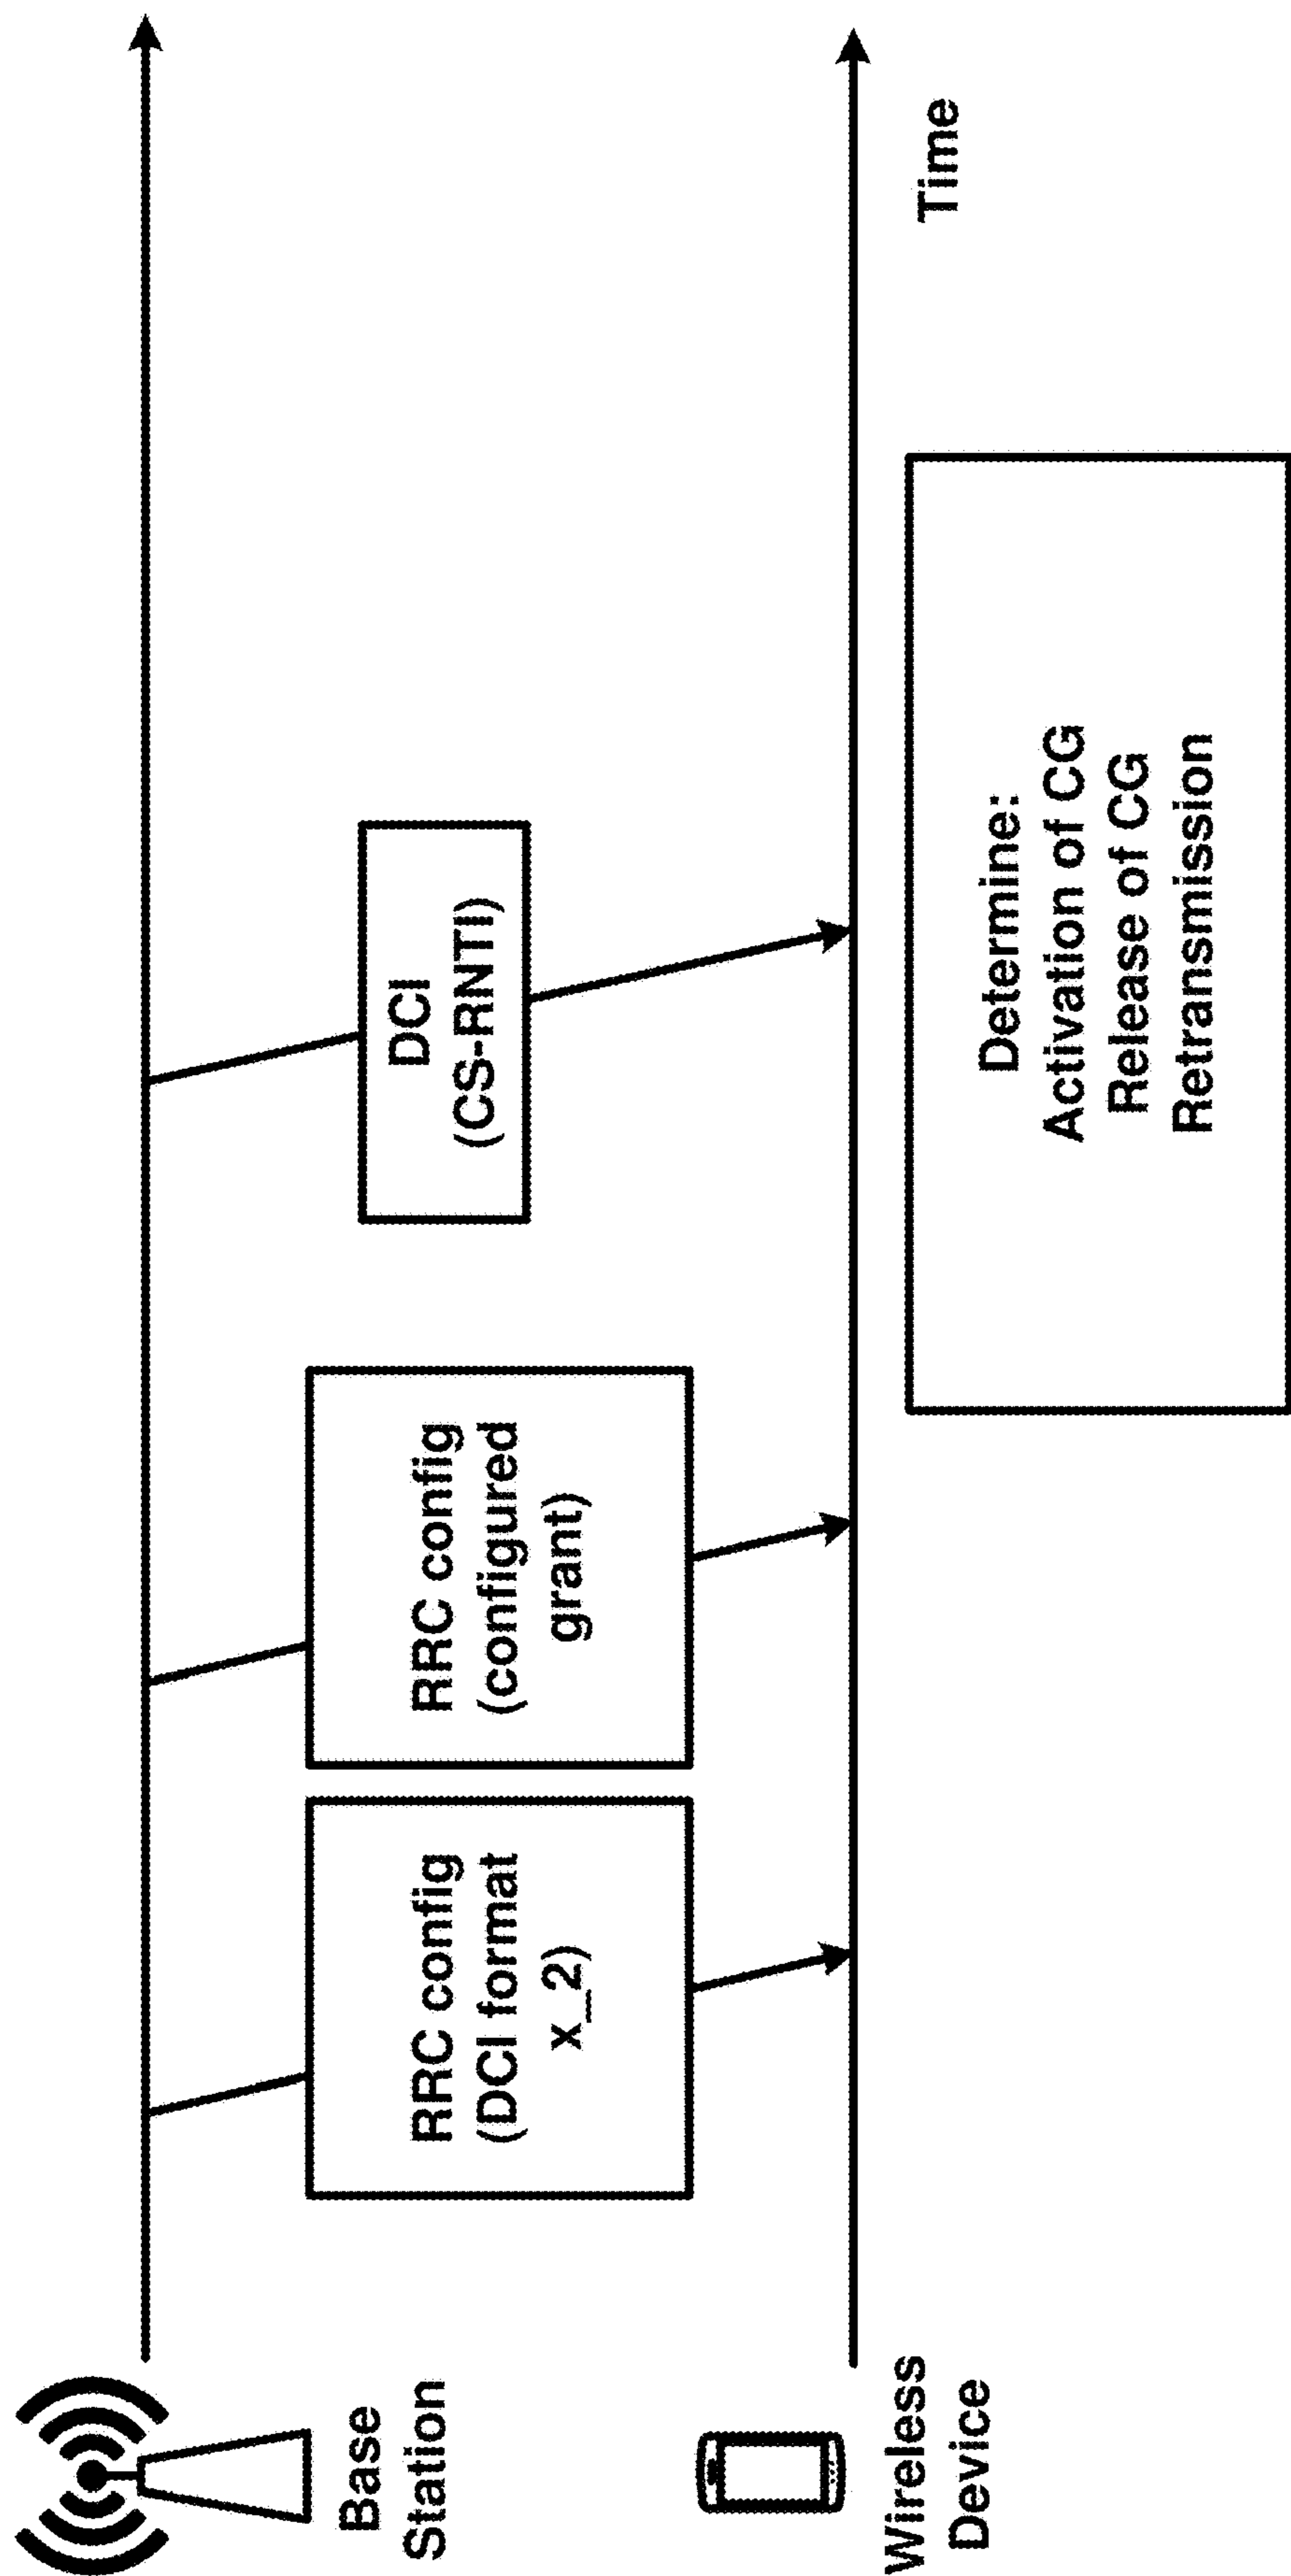 Base
Station
RRC config
(DCI format
x_2)
RRC config
(configured
grant)
DCI
(CS-RNTI)
Wireless
Device
Time
Determine:
Activation of CG
Release of CG
Retransmission